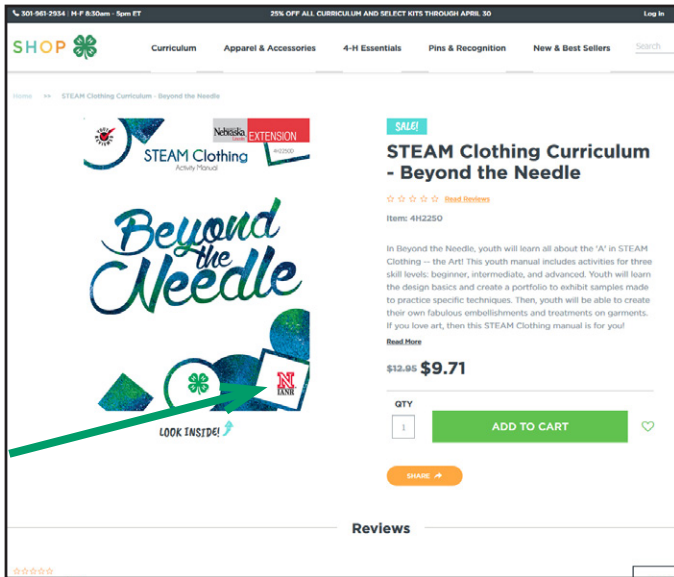 301-961-2934 | M-F 8:30am - 5pm ET
25% OFF ALL CURRICULUM AND SELECT KITS THROUGH APRIL 30
Log In
SHOP
Curriculum
Apparel & Accessories
4-H Essentials
Pins & Recognition
New & Best Sellers
Search
Home >> STEAM Clothing Curriculum - Beyond the Needle
Nebraska
EXTENSION
4H2250
STEAM Clothing
Activity Manual
Beyond
the
Needle
N
IANR
LOOK INSIDE!
SALE!
STEAM Clothing Curriculum
- Beyond the Needle
Read Reviews
Item: 4H2250
In Beyond the Needle, youth will learn all about the 'A' in STEAM
Clothing — the Art! This youth manual includes activities for three
skill levels: beginner, intermediate, and advanced. Youth will learn
the design basics and create a portfolio to exhibit samples made
to practice specific techniques. Then, youth will be able to create
their own fabulous embellishments and treatments on garments.
If you love art, then this STEAM Clothing manual is for you!
Read More
$12.95 $9.71
QTY
1
ADD TO CART
SHARE
Reviews